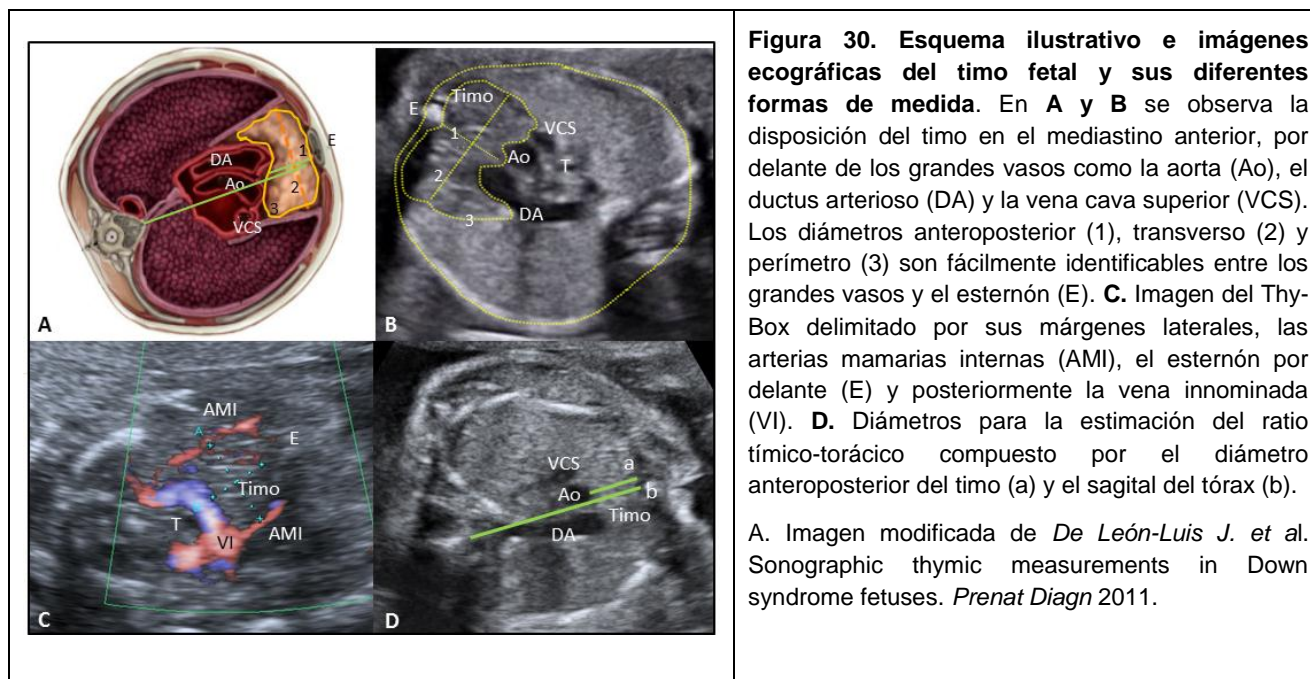 DA
Ao
VCS
1
2
3
E
A
Timo
E
1
VCS
Ao
T
2
DA
3
B
AMI
A
E
Timo
T
AMI
VI
C
VCS
a
Ao
b
Timo
DA
D
Figura 30. Esquema ilustrativo e imágenes
ecográficas del timo fetal y sus diferentes
formas de medida. En A y B se observa la
disposición del timo en el mediastino anterior, por
delante de los grandes vasos como la aorta (Ao), el
ductus arterioso (DA) y la vena cava superior (VCS).
Los diámetros anteroposterior (1), transverso (2) y
perímetro (3) son fácilmente identificables entre los
grandes vasos y el esternón (E). C. Imagen del Thy-
Box delimitado por sus márgenes laterales, las
arterias mamarias internas (AMI), el esternón por
delante (E) y posteriormente la vena innominada
(VI). D. Diámetros para la estimación del ratio
tímico-torácico compuesto por el diámetro
anteroposterior del timo (a) y el sagital del tórax (b).
A. Imagen modificada de De León-Luis J. et al.
Sonographic thymic measurements in Down
syndrome fetuses. Prenat Diagn 2011.